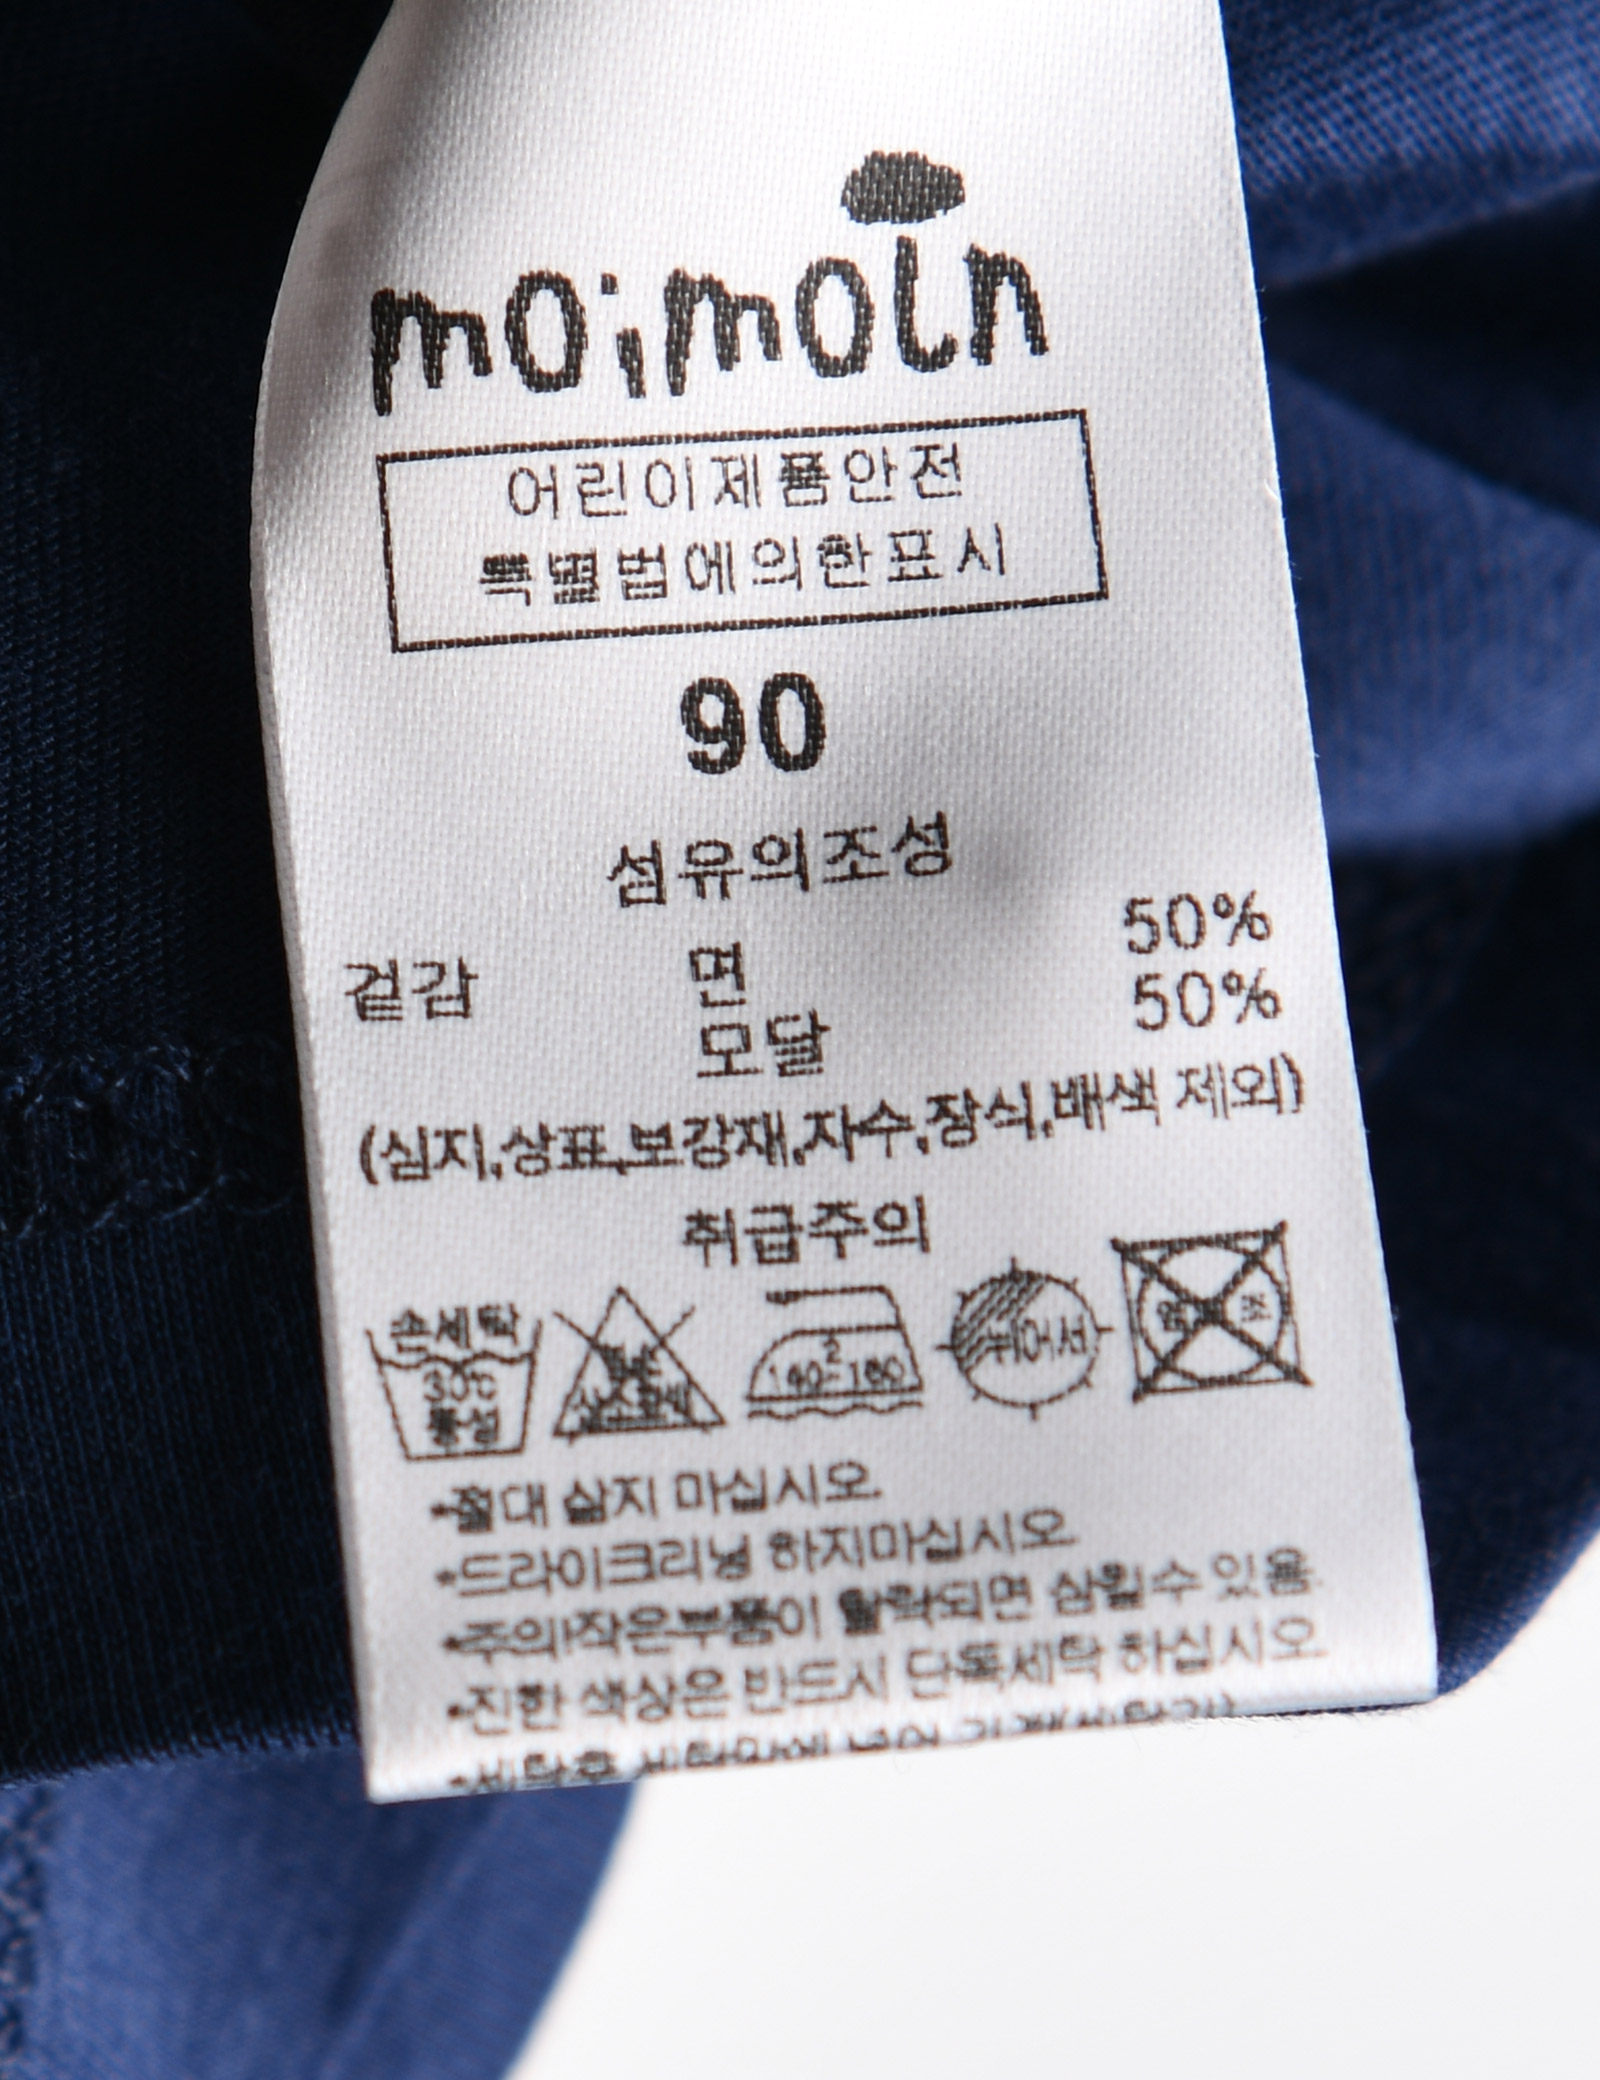 moimoln
어린이제품안전
특별법에의한표시
90
섬유의조성
겉감 면 50%
모달 50%
(심지,상표,보강재,자수,장식,배색 제외)
취급주의
손세탁
30℃
중성
2
140-160
뉘어서
•절대 삶지 마십시오.
•드라이크리닝 하지마십시오.
•주의!작은부품이 탈락되면 삼킬수 있음.
•진한 색상은 반드시 단독세탁 하십시오.